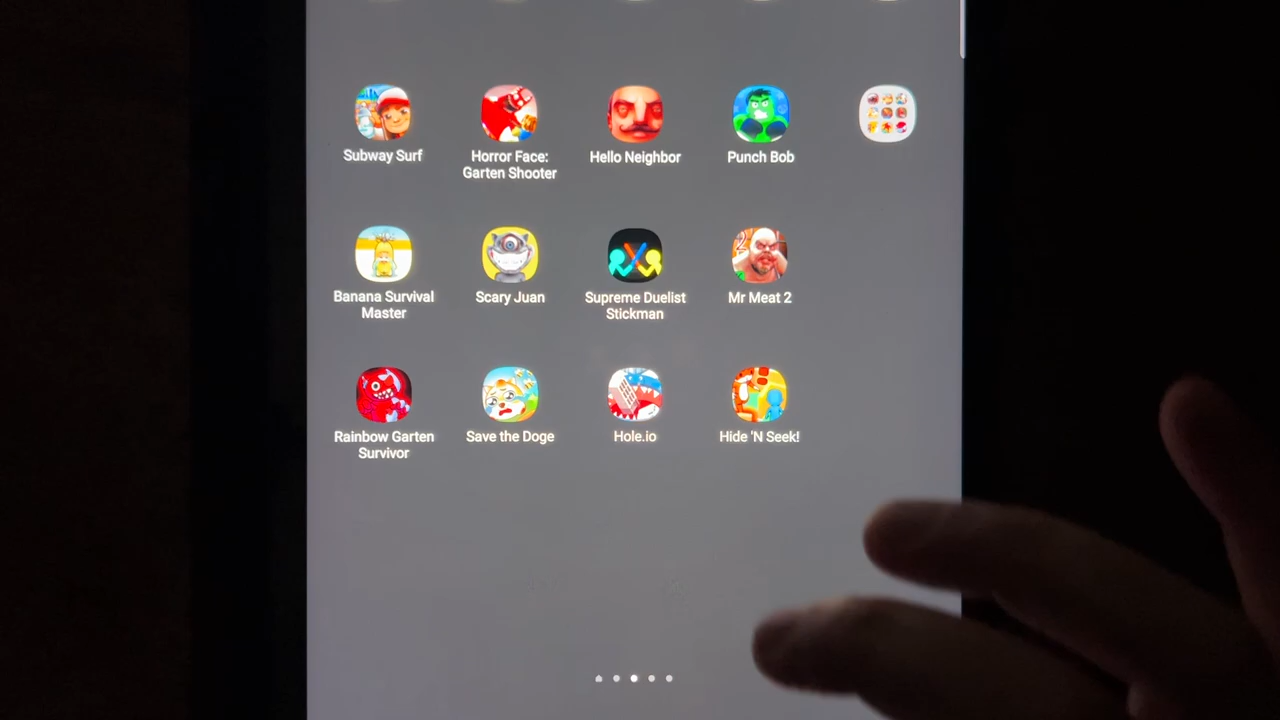 Subway Surf
Horror Face:
Garten Shooter
Hello Neighbor
Punch Bob
Banana Survival
Master
Scary Juan
Supreme Duelist
Stickman
Mr Meat 2
2
Rainbow Garten
Survivor
Save the Doge
Hole.io
Hide 'N Seek!